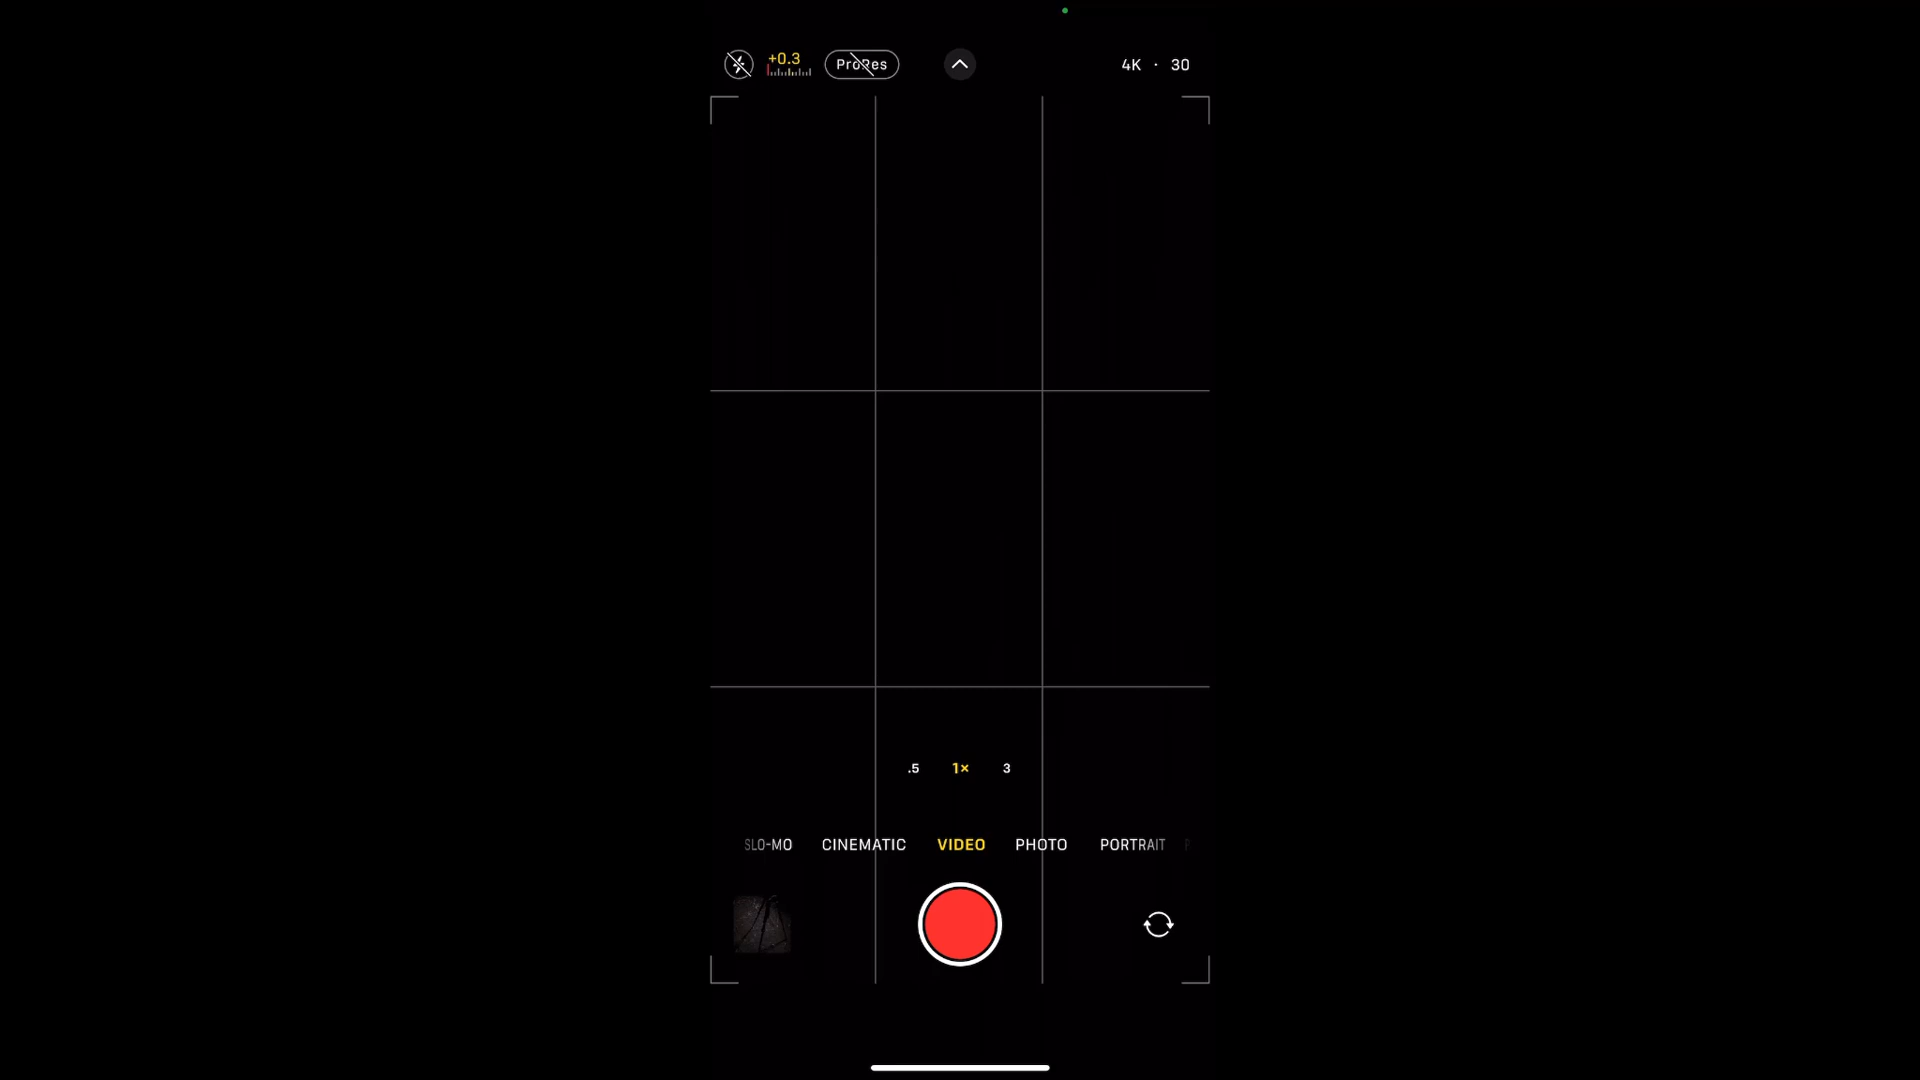 +0.3 ProRes 4K · 30
.5 1× 3
SLO-MO CINEMATIC VIDEO PHOTO PORTRAIT